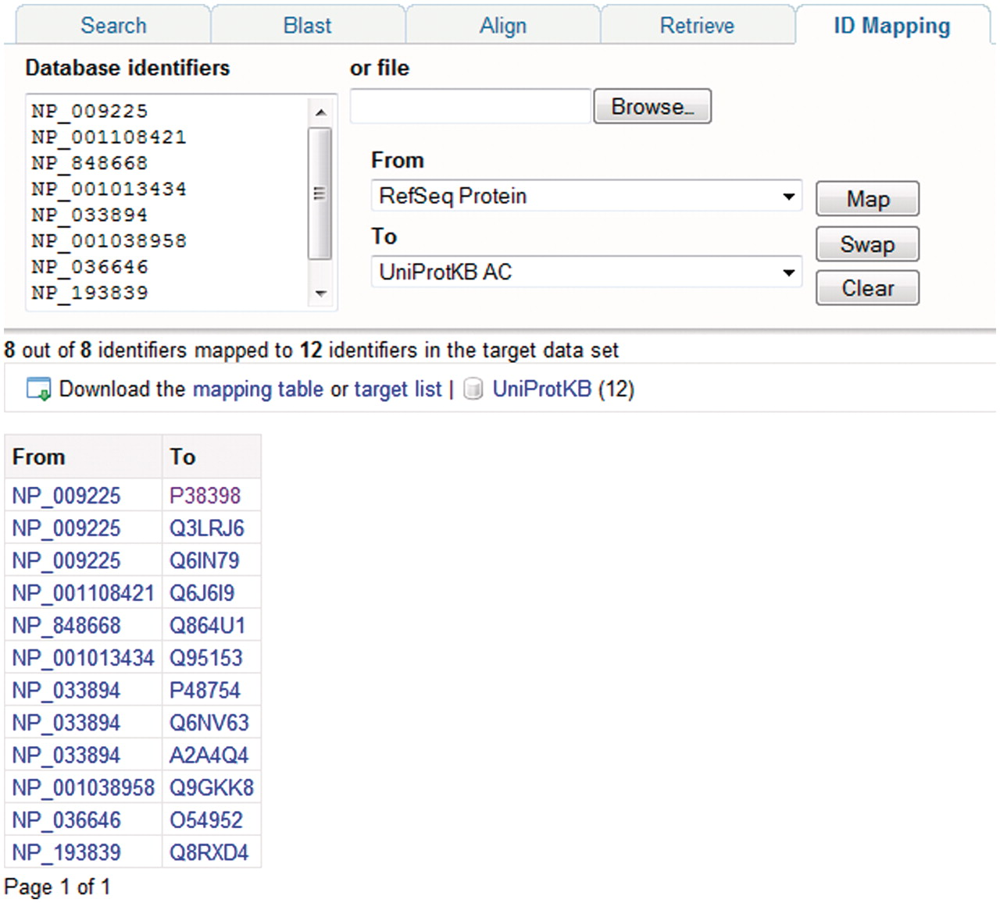 Search Blast Align Retrieve ID Mapping
Database identifiers or file
NP_009225
NP_001108421
NP_848668
NP_001013434
NP_033894
NP_001038958
NP_036646
NP_193839
Browse…
From
RefSeq Protein
Map
To
Swap
UniProtKB AC
Clear
8 out of 8 identifiers mapped to 12 identifiers in the target data set
Download the mapping table or target list | UniProtKB (12)
From To
NP_009225 P38398
NP_009225 Q3LRJ6
NP_009225 Q6IN79
NP_001108421 Q6J6I9
NP_848668 Q864U1
NP_001013434 Q95153
NP_033894 P48754
NP_033894 Q6NV63
NP_033894 A2A4Q4
NP_001038958 Q9GKK8
NP_036646 O54952
NP_193839 Q8RXD4
Page 1 of 1